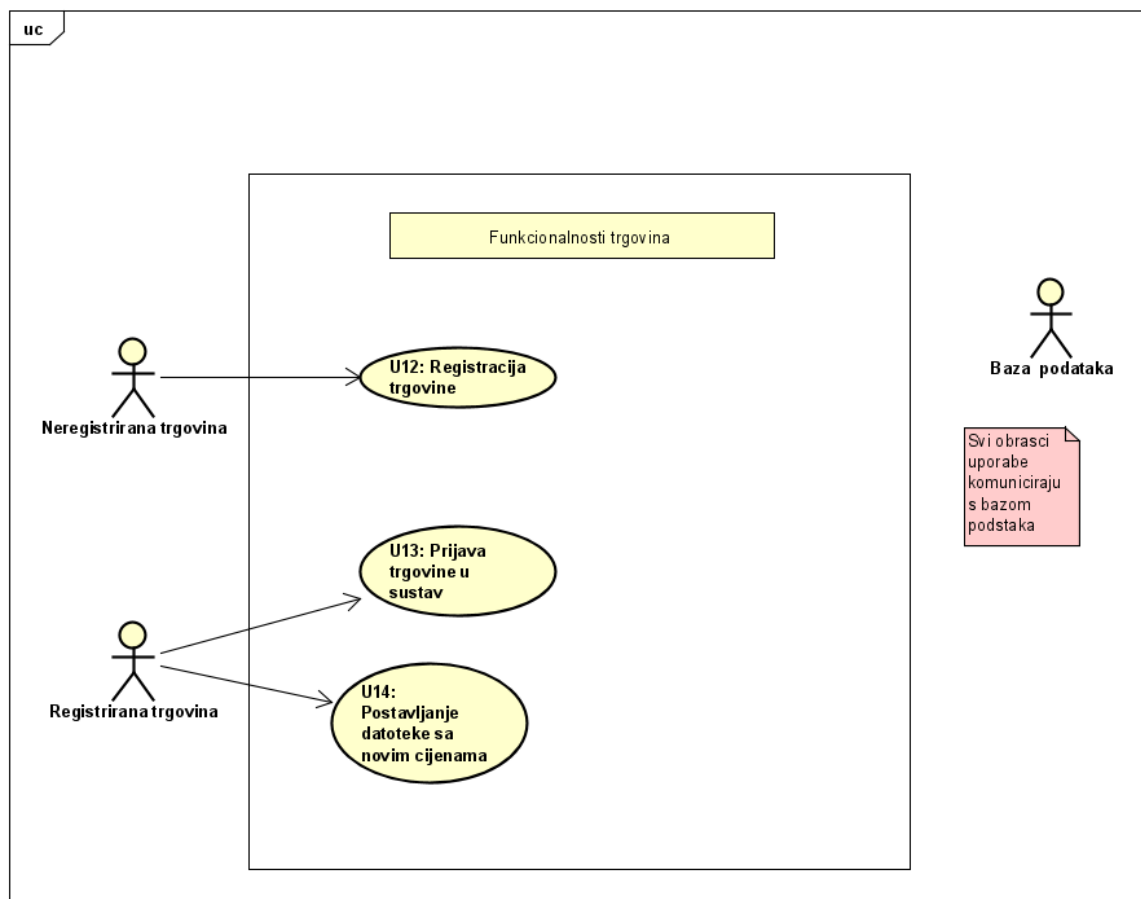 uc
Funkcionalnosti trgovina
U12: Registracija
trgovine
Neregistrirana trgovina
Baza podataka
Svi obrasci
uporabe
komuniciraju
s bazom
podstaka
U13: Prijava
trgovine u
sustav
Registrirana trgovina
U14:
Postavljanje
datoteke sa
novim cijenama